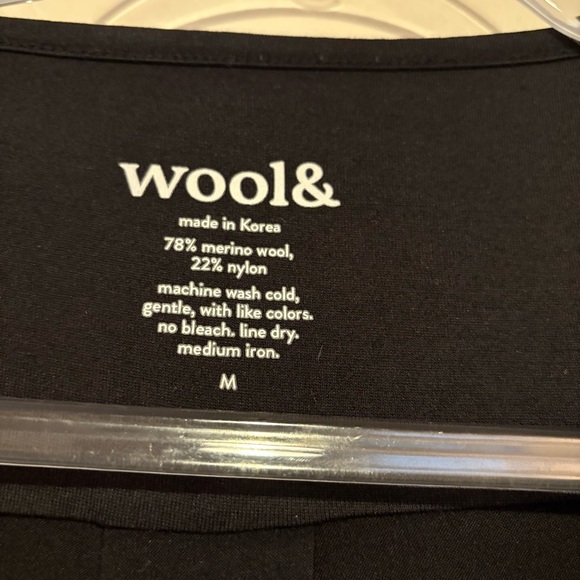 wool&
made in Korea
78% merino wool,
22% nylon
machine wash cold,
gentle, with like colors.
no bleach. line dry.
medium iron.
M